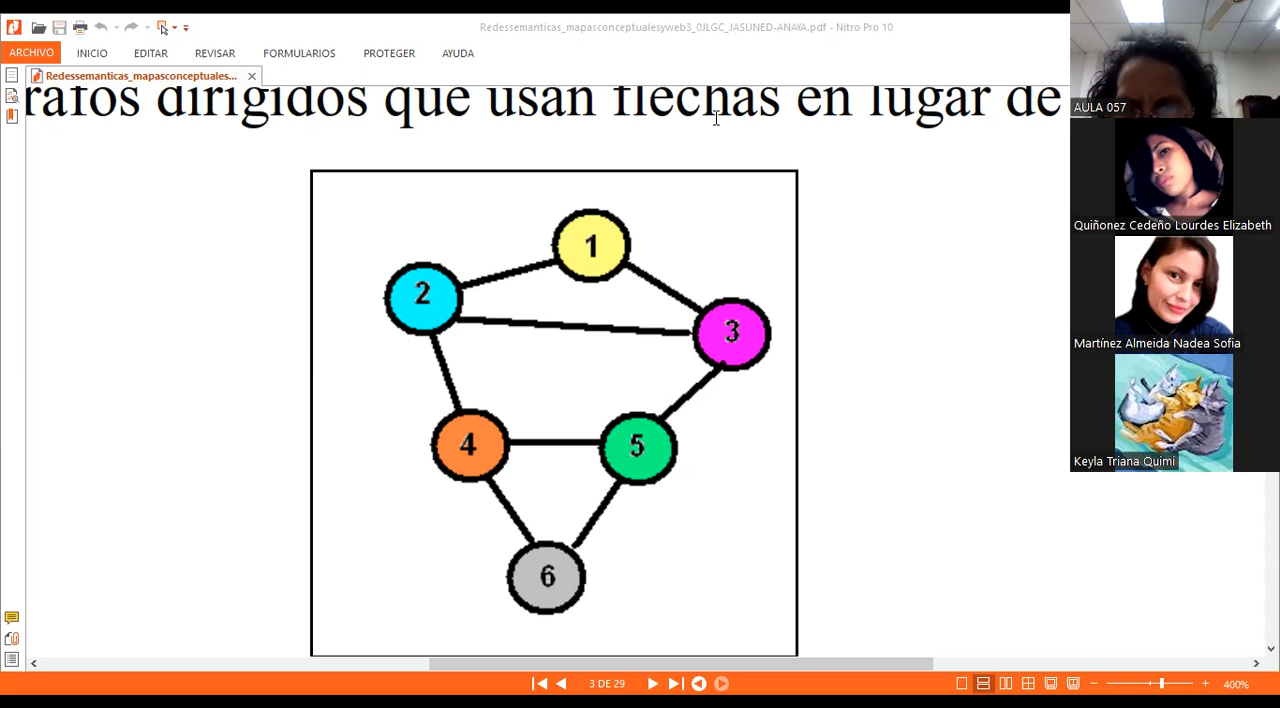 Redessemanticas_mapasconceptualesyweb3_0JLGC_JASUNED-ANAYA.pdf - Nitro Pro 10
ARCHIVO INICIO EDITAR REVISAR FORMULARIOS PROTEGER AYUDA
Redessemanticas_mapasconceptuales...
rafos dirigidos que usan flechas en lugar de
1
2
3
4
5
6
AULA 057
Quiñonez Cedeño Lourdes Elizabeth
Martínez Almeida Nadea Sofia
Keyla Triana Quimi
3 DE 29
400%